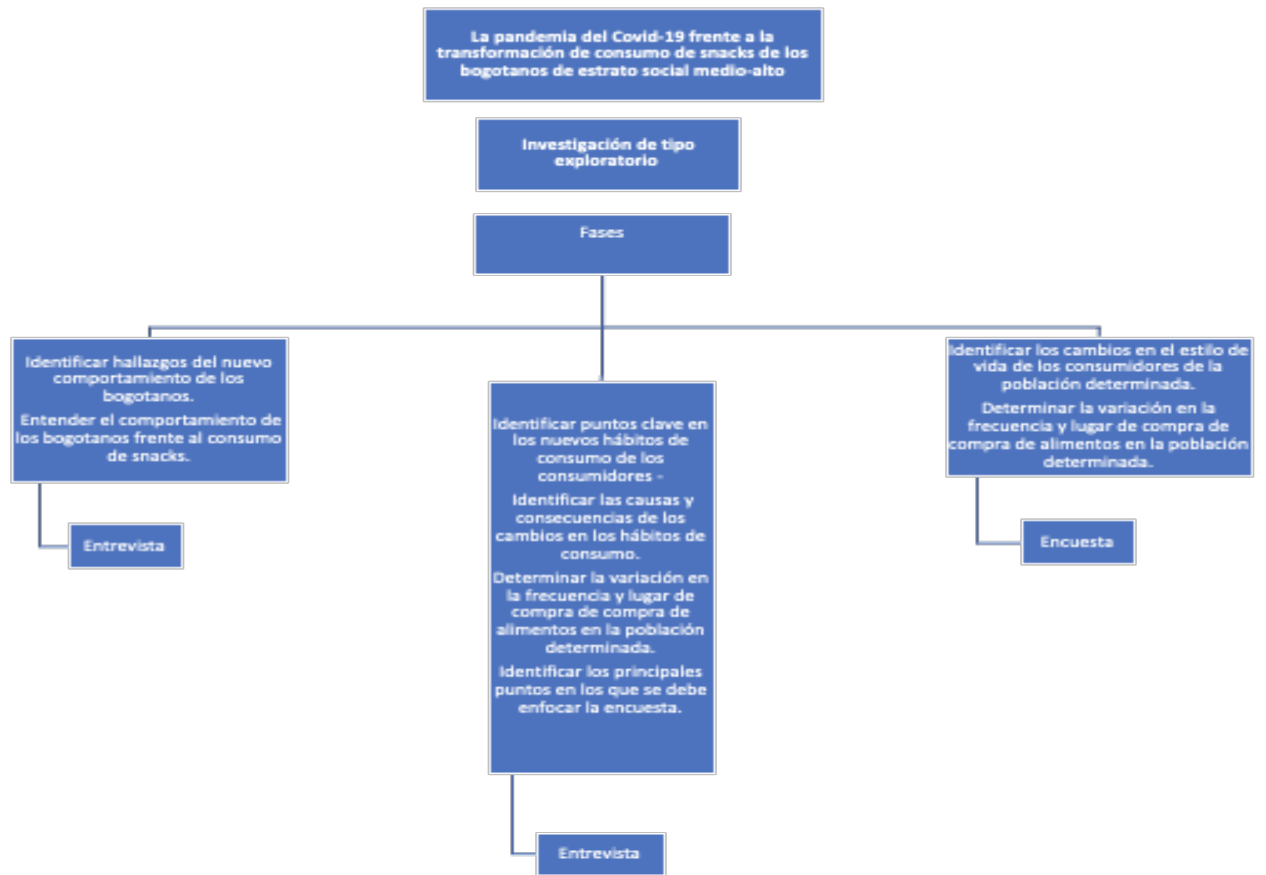 La pandemia del Covid-19 frente a la
transformación de consumo de snacks de los
bogotanos de estrato social medio-alto
Investigación de tipo
exploratorio
Fases
Identificar hallazgos del nuevo
comportamiento de los
bogotanos.
Entender el comportamiento de
los bogotanos frente al consumo
de snacks.
Entrevista
Identificar puntos clave en
los nuevos hábitos de
consumo de los
consumidores -
Identificar las causas y
consecuencias de los
cambios en los hábitos de
consumo.
Determinar la variación en
la frecuencia y lugar de
compra de compra de
alimentos en la población
determinada.
Identificar los principales
puntos en los que se debe
enfocar la encuesta.
Entrevista
Identificar los cambios en el estilo de
vida de los consumidores de la
población determinada.
Determinar la variación en la
frecuencia y lugar de compra de
compra de alimentos en la población
determinada.
Encuesta